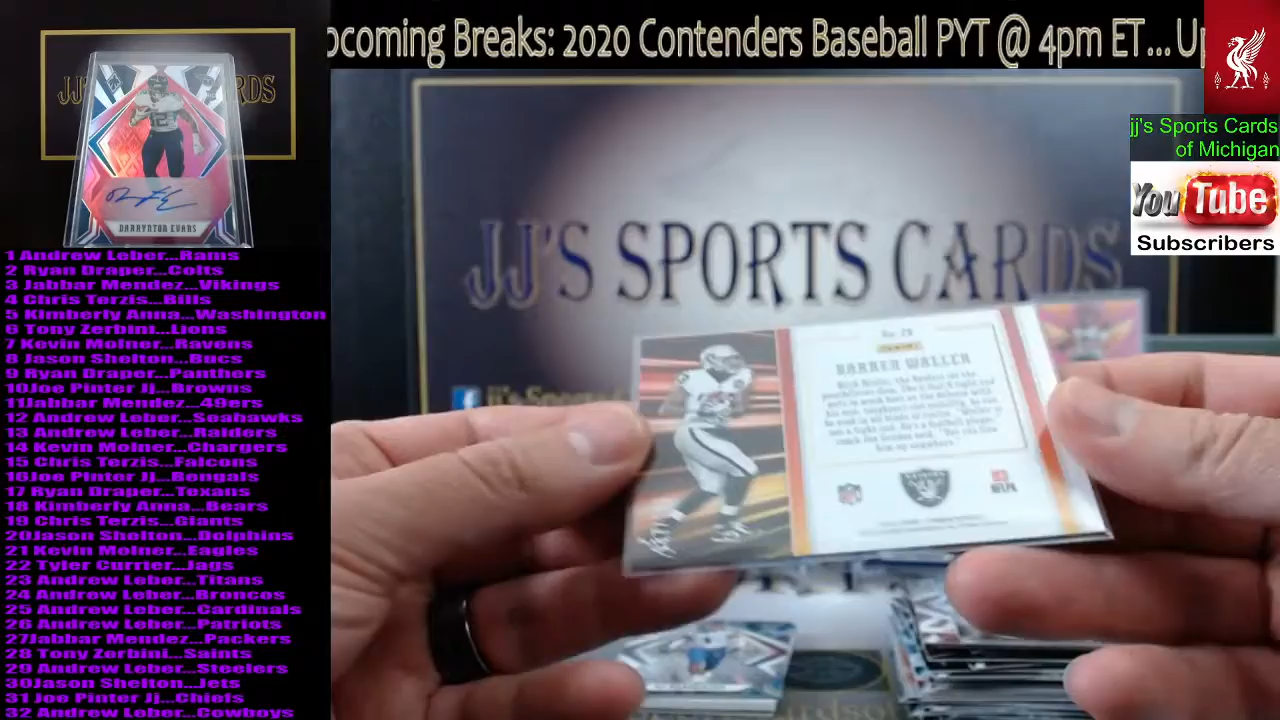 pcoming Breaks: 2020 Contenders Baseball PYT @ 4pm ET... Up
jj's Sports Cards
of Michigan
You Tube
Subscribers
JJ'S SPORTS CARDS
DARRYNTON EVANS
1 Andrew Leber...Rams
2 Ryan Draper...Colts
3 Jabbar Mendez...Vikings
4 Chris Terzis...Bills
5 Kimberly Anna...Washington
6 Tony Zerbini...Lions
7 Kevin Molner...Ravens
8 Jason Shelton...Bucs
9 Ryan Draper...Panthers
10Joe Pinter Jj...Browns
11Jabbar Mendez...49ers
12 Andrew Leber...Seahawks
13 Andrew Leber...Raiders
14 Kevin Molner...Chargers
15 Chris Terzis...Falcons
16Joe Pinter Jj...Bengals
17 Ryan Draper...Texans
18 Kimberly Anna...Bears
19 Chris Terzis...Giants
20Jason Shelton...Dolphins
21 Kevin Molner...Eagles
22 Tyler Currier...Jags
23 Andrew Leber...Titans
24 Andrew Leber...Broncos
25 Andrew Leber...Cardinals
26 Andrew Leber...Patriots
27Jabbar Mendez...Packers
28 Tony Zerbini...Saints
29 Andrew Leber...Steelers
30Jason Shelton...Jets
31 Joe Pinter Jj...Chiefs
32 Andrew Leber...Cowboys
DARREN WALLER
NFLPA